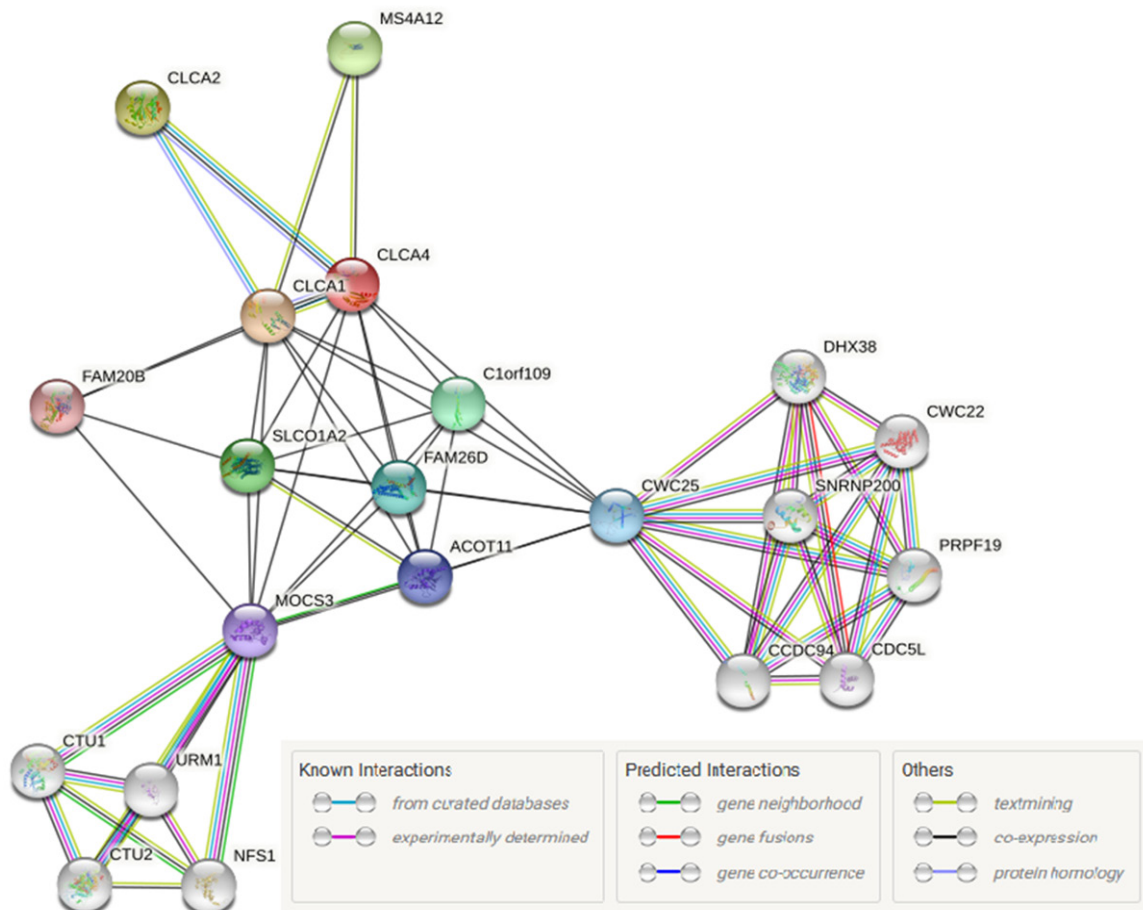 MS4A12
CLCA2
CLCA4
CLCA1
FAM20B
C1orf109
DHX38
CWC22
SLCO1A2
FAM26D
CWC25
SNRNP200
PRPF19
ACOT11
MOCS3
CCDC94
CDC5L
CTU1
URM1
CTU2
NFS1
Known Interactions
from curated databases
experimentally determined
Predicted Interactions
gene neighborhood
gene fusions
gene co-occurrence
Others
textmining
co-expression
protein homology